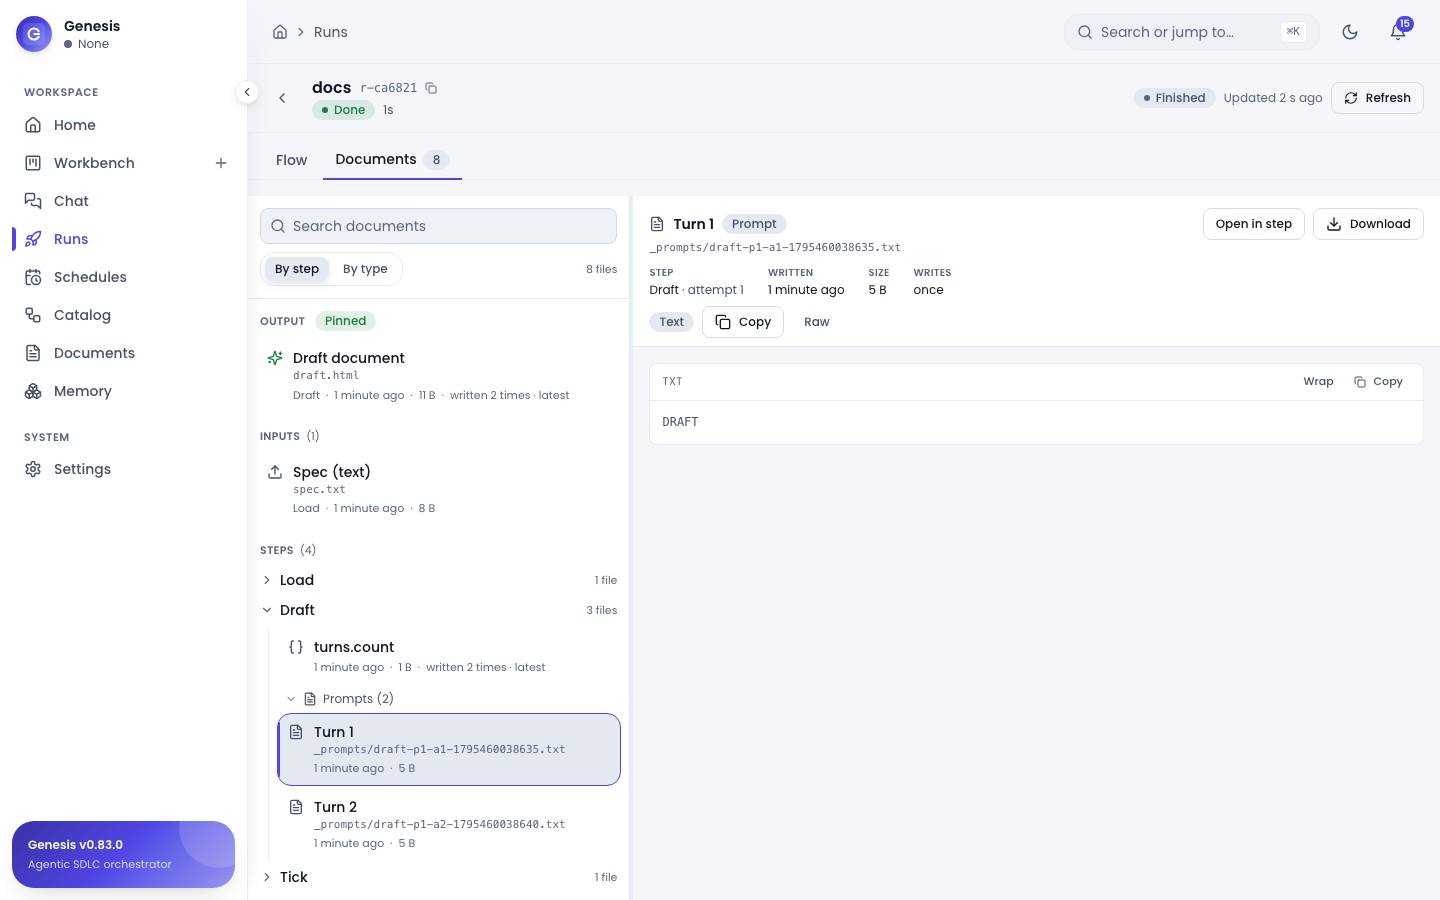 Genesis
None
WORKSPACE
Home
Workbench
Chat
Runs
Schedules
Catalog
Documents
Memory
SYSTEM
Settings
Genesis v0.83.0
Agentic SDLC orchestrator
Runs
Search or jump to...
⌘K
15
docs r-ca6821
Done 1s
Finished
Updated 2 s ago
Refresh
Flow
Documents 8
Search documents
By step
By type
8 files
OUTPUT Pinned
Draft document
draft.html
Draft · 1 minute ago · 11 B · written 2 times · latest
INPUTS (1)
Spec (text)
spec.txt
Load · 1 minute ago · 8 B
STEPS (4)
Load 1 file
Draft 3 files
turns.count
1 minute ago · 1 B · written 2 times · latest
Prompts (2)
Turn 1
_prompts/draft-p1-a1-1795460038635.txt
1 minute ago · 5 B
Turn 2
_prompts/draft-p1-a2-1795460038640.txt
1 minute ago · 5 B
Tick 1 file
Turn 1 Prompt
Open in step
Download
_prompts/draft-p1-a1-1795460038635.txt
STEP WRITTEN SIZE WRITES
Draft · attempt 1 1 minute ago 5 B once
Text Copy Raw
TXT Wrap Copy
DRAFT